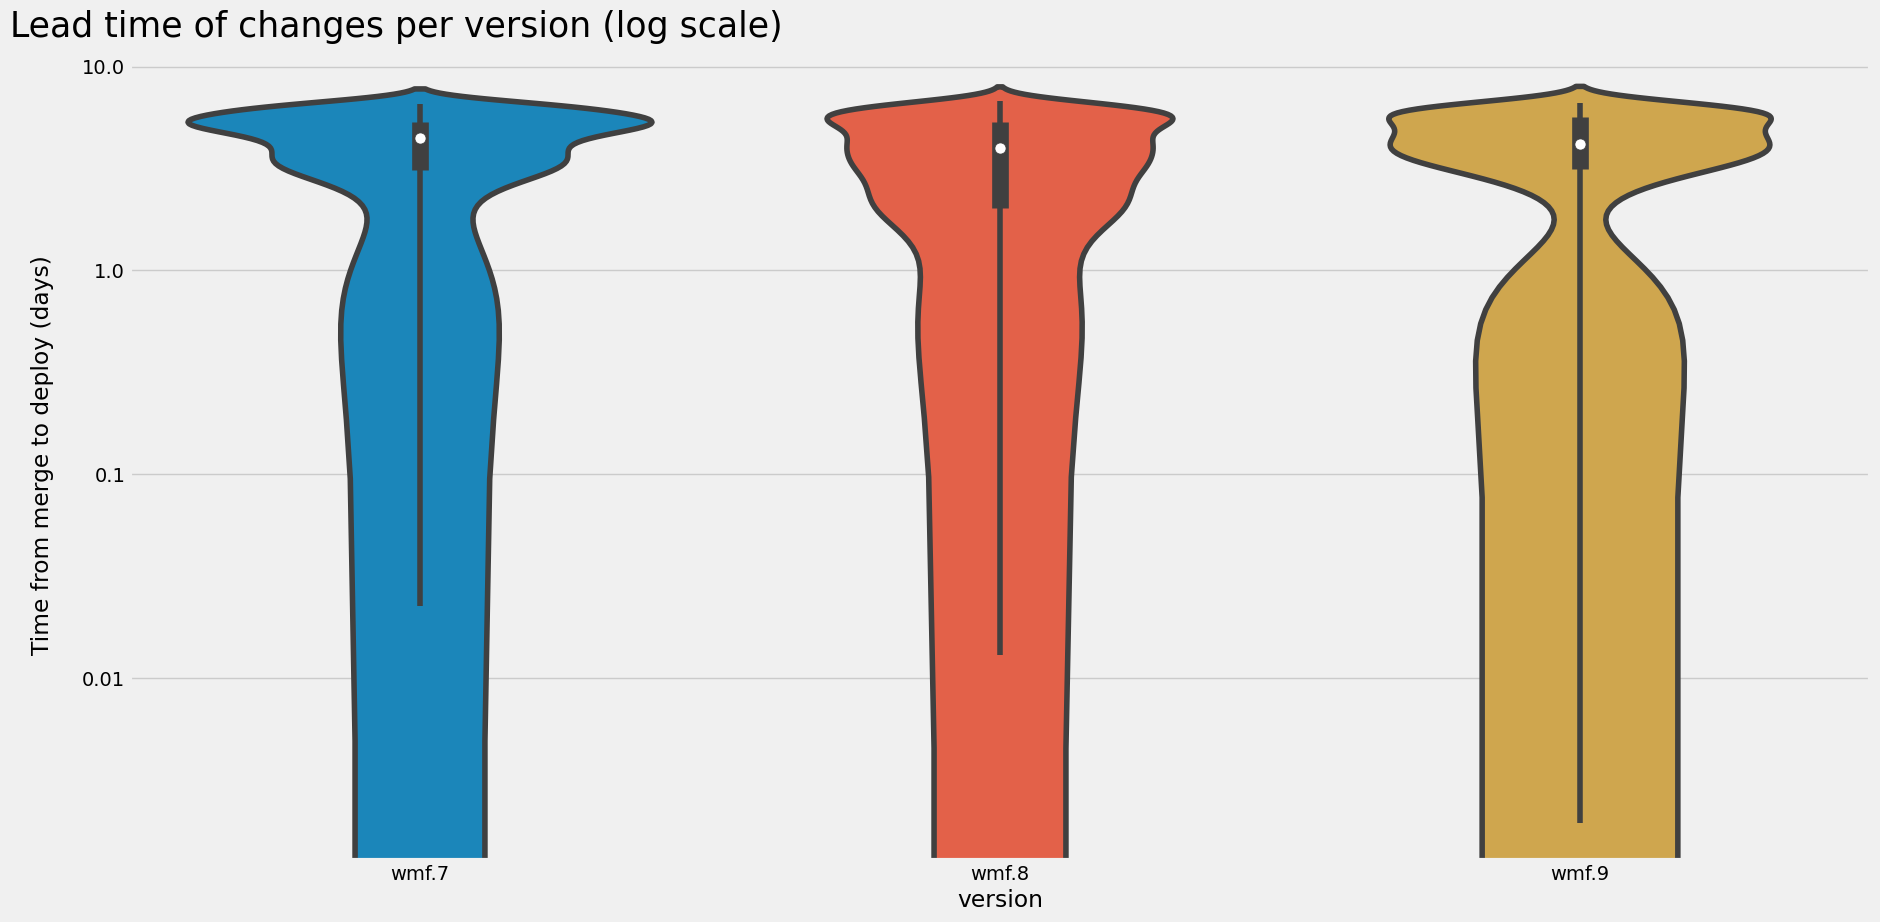 Lead time of changes per version (log scale)
10.0
1.0
0.1
0.01
Time from merge to deploy (days)
wmf.7 wmf.8 wmf.9
version